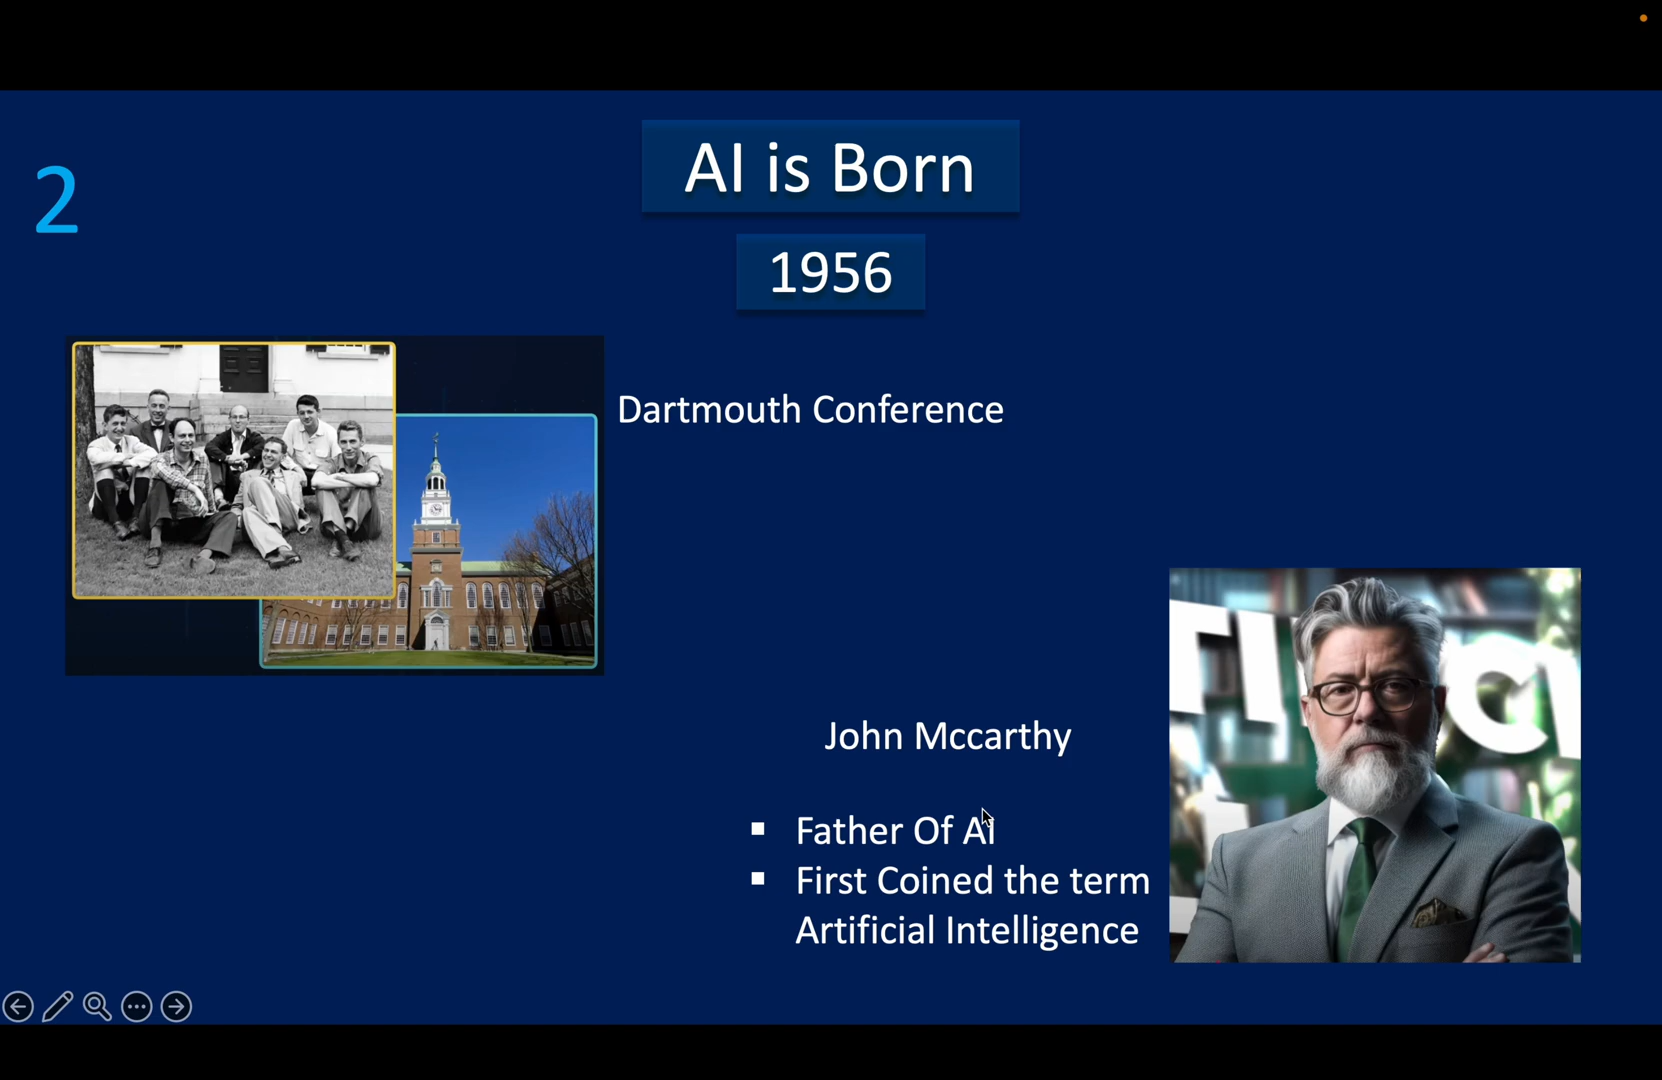 AI is Born
2
1956
Dartmouth Conference
John Mccarthy
▪ Father Of AI
▪ First Coined the term
Artificial Intelligence